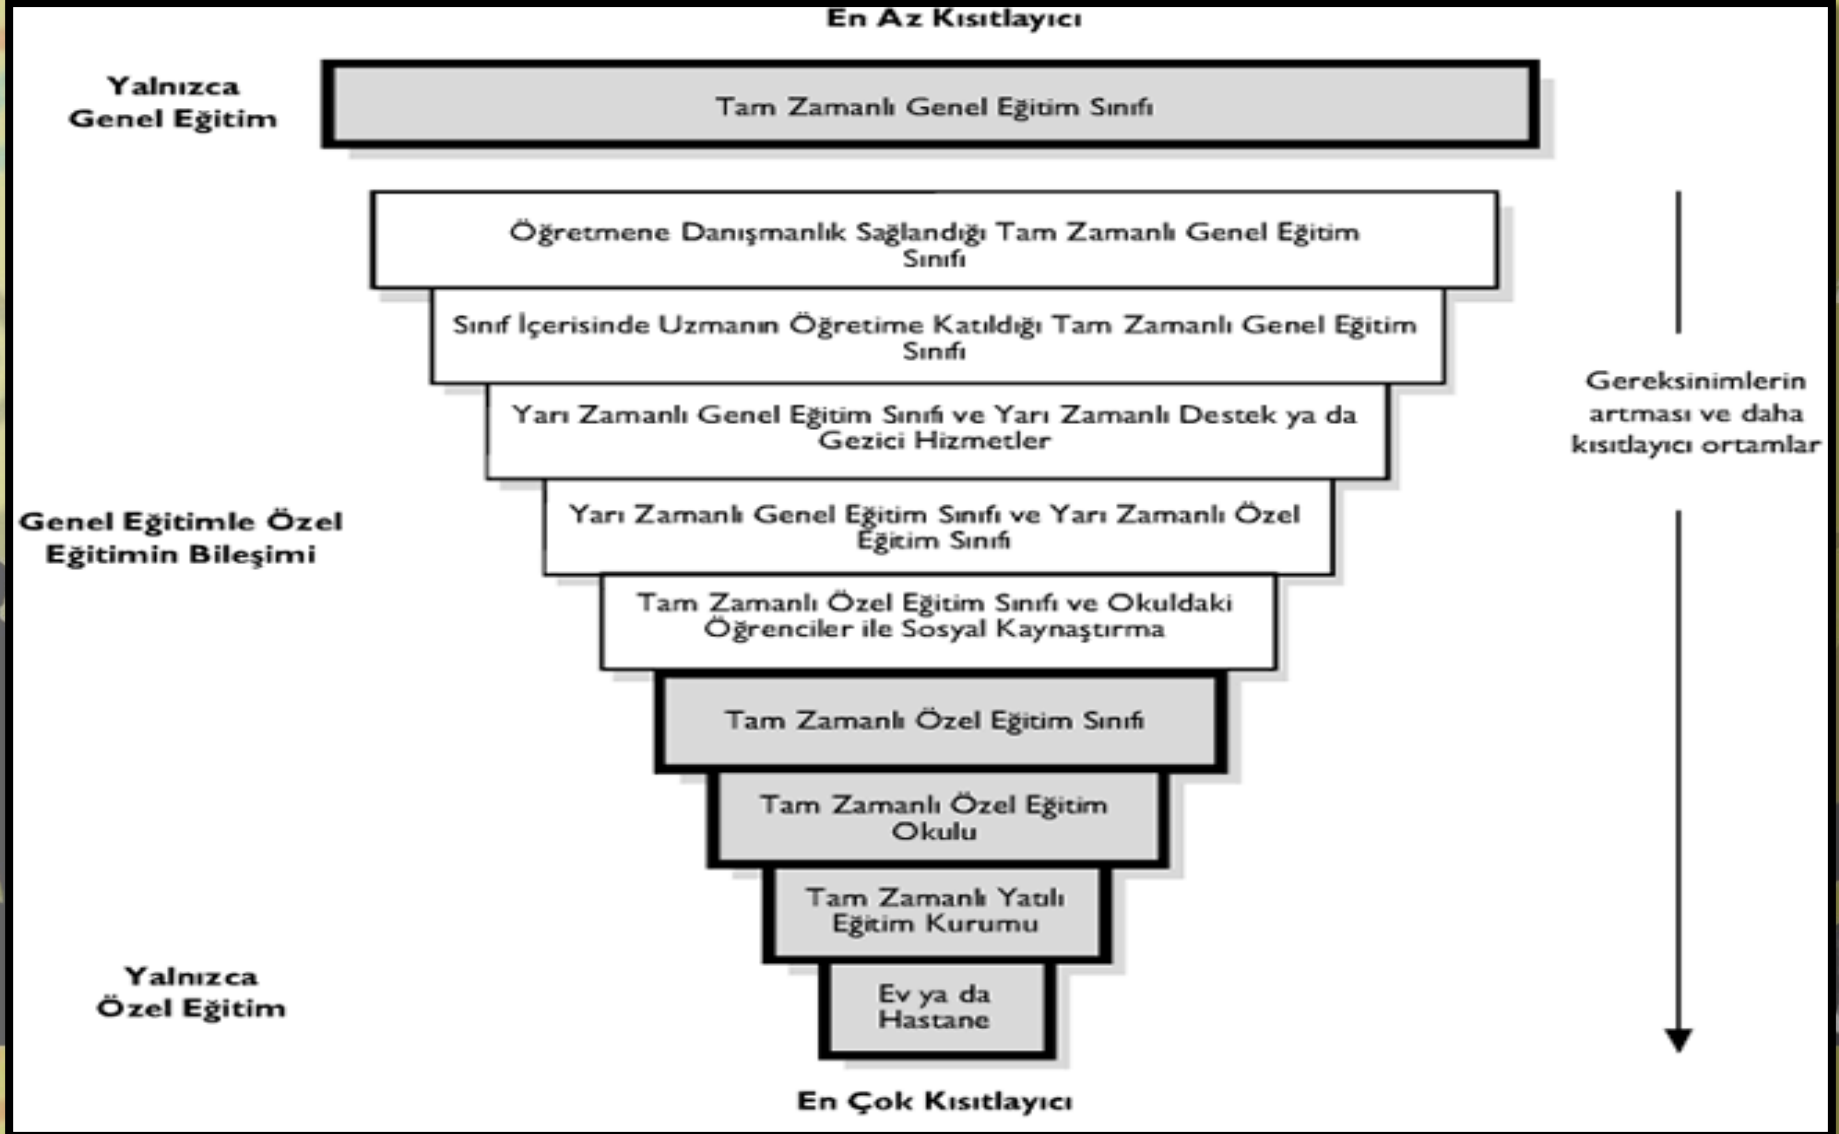 En Az Kısıtlayıcı
Yalnızca
Genel Eğitim
Tam Zamanlı Genel Eğitim Sınıfı
Öğretmene Danışmanlık Sağlandığı Tam Zamanlı Genel Eğitim
Sınıfı
Sınıf İçerisinde Uzmanın Öğretime Katıldığı Tam Zamanlı Genel Eğitim
Sınıfı
Yarı Zamanlı Genel Eğitim Sınıfı ve Yarı Zamanlı Destek ya da
Gezici Hizmetler
Gereksinimlerin
artması ve daha
kısıtlayıcı ortamlar
Genel Eğitimle Özel
Eğitimin Bileşimi
Yarı Zamanlı Genel Eğitim Sınıfı ve Yarı Zamanlı Özel
Eğitim Sınıfı
Tam Zamanlı Özel Eğitim Sınıfı ve Okuldaki
Öğrenciler ile Sosyal Kaynaştırma
Tam Zamanlı Özel Eğitim Sınıfı
Tam Zamanlı Özel Eğitim
Okulu
Tam Zamanlı Yatılı
Eğitim Kurumu
Yalnızca
Özel Eğitim
Ev ya da
Hastane
En Çok Kısıtlayıcı